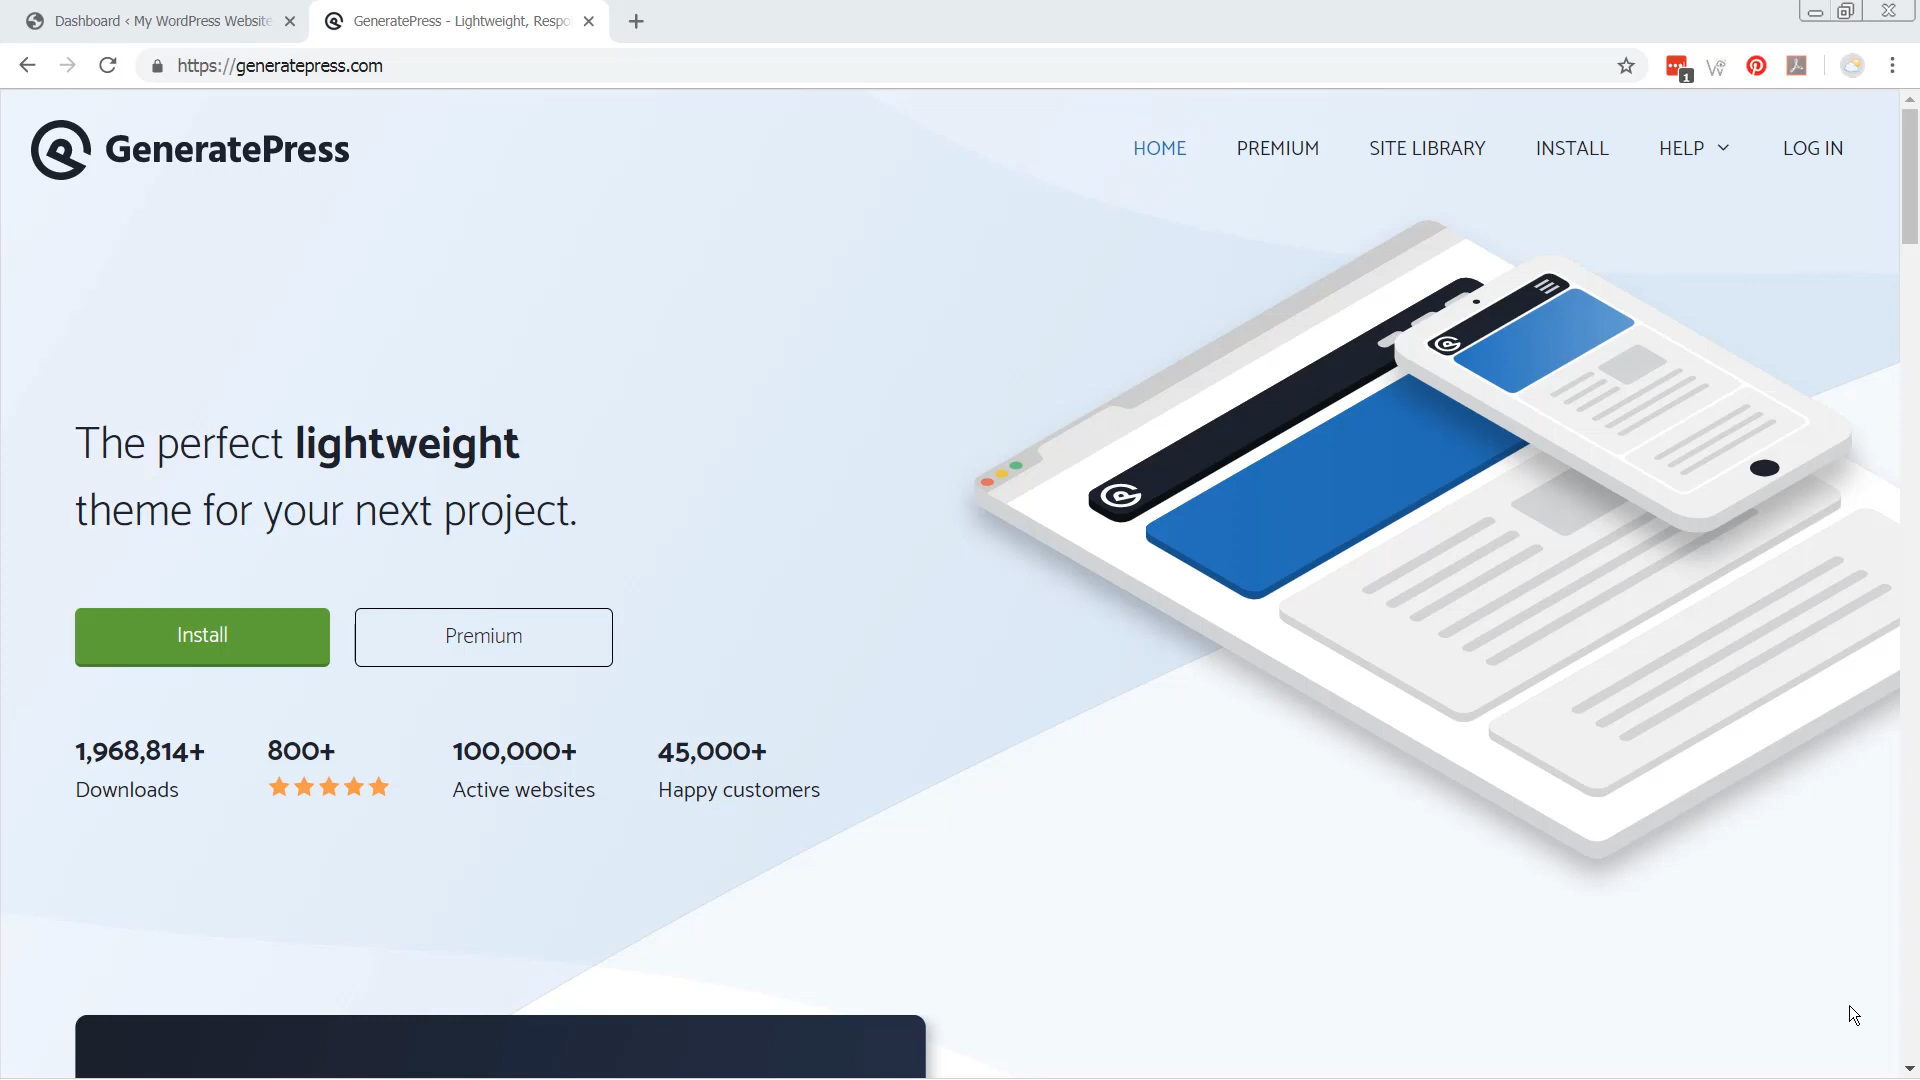 Dashboard ‹ My WordPress Website
GeneratePress - Lightweight, Respo
https://generatepress.com
1
GeneratePress
HOME
PREMIUM
SITE LIBRARY
INSTALL
HELP
LOG IN
The perfect lightweight
theme for your next project.
Install
Premium
1,968,814+
800+
100,000+
45,000+
Downloads
Active websites
Happy customers